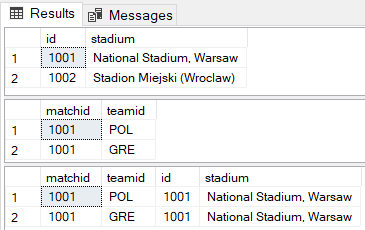 Results Messages
id stadium
1 1001 National Stadium, Warsaw
2 1002 Stadion Miejski (Wroclaw)
matchid teamid
1 1001 POL
2 1001 GRE
matchid teamid id stadium
1 1001 POL 1001 National Stadium, Warsaw
2 1001 GRE 1001 National Stadium, Warsaw